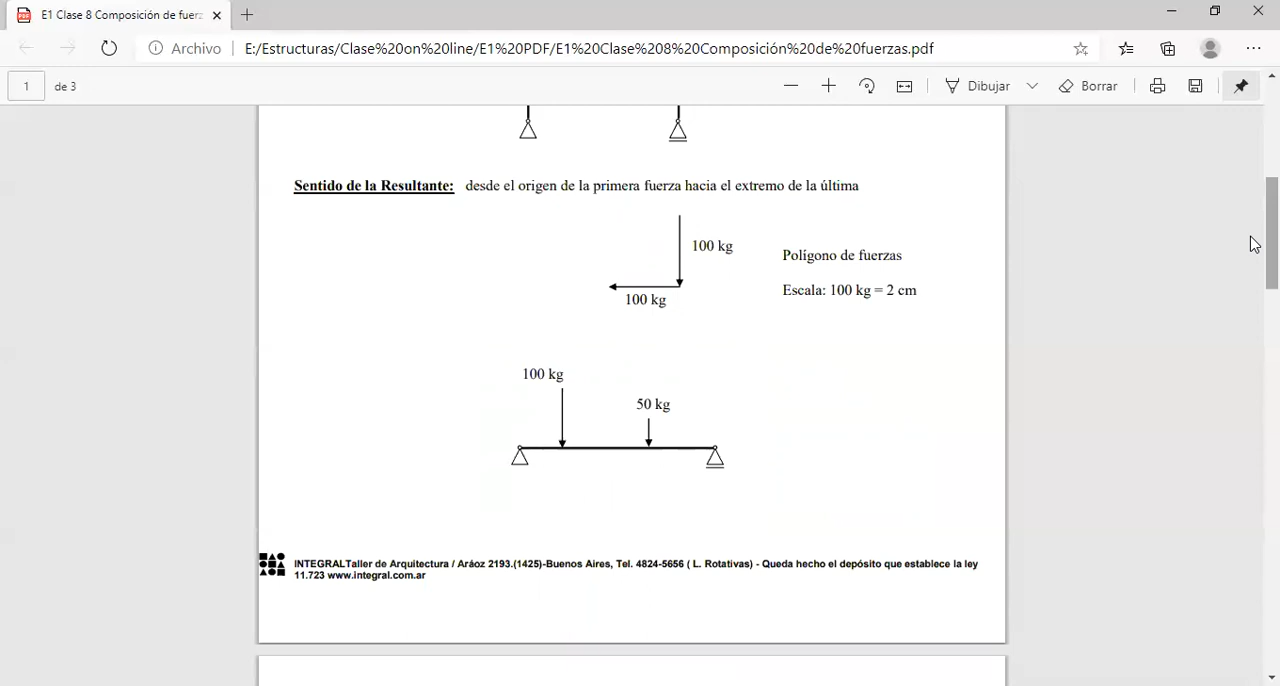 E1 Clase 8 Composición de fuerz
Archivo
E:/Estructuras/Clase%20on%20line/E1%20PDF/E1%20Clase%208%20Composición%20de%20fuerzas.pdf
1 de 3
Dibujar
Borrar
Sentido de la Resultante: desde el origen de la primera fuerza hacia el extremo de la última
100 kg
Polígono de fuerzas
100 kg
Escala: 100 kg = 2 cm
100 kg
50 kg
INTEGRALTaller de Arquitectura / Aráoz 2193.(1425)-Buenos Aires, Tel. 4824-5656 ( L. Rotativas) - Queda hecho el depósito que establece la ley
11.723 www.integral.com.ar